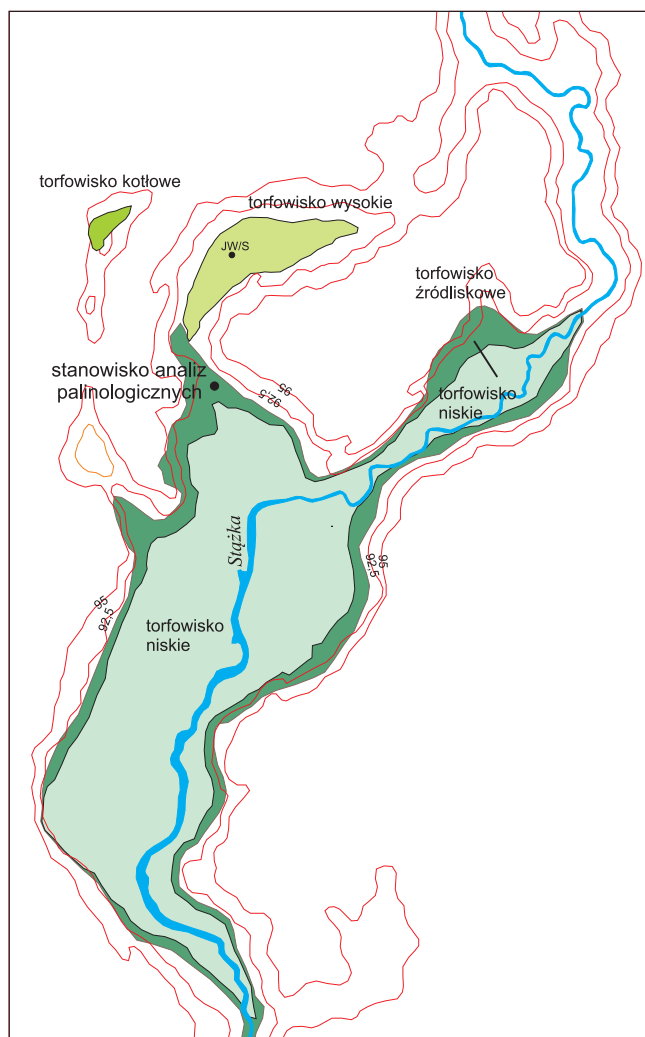 torfowisko kotłowe
torfowisko wysokie
JW/S
torfowisko
źródliskowe
stanowisko analiz
palinologicznych
95
92,5
torfowisko
niskie
Stążka
95
92,5
95
92,5
torfowisko
niskie